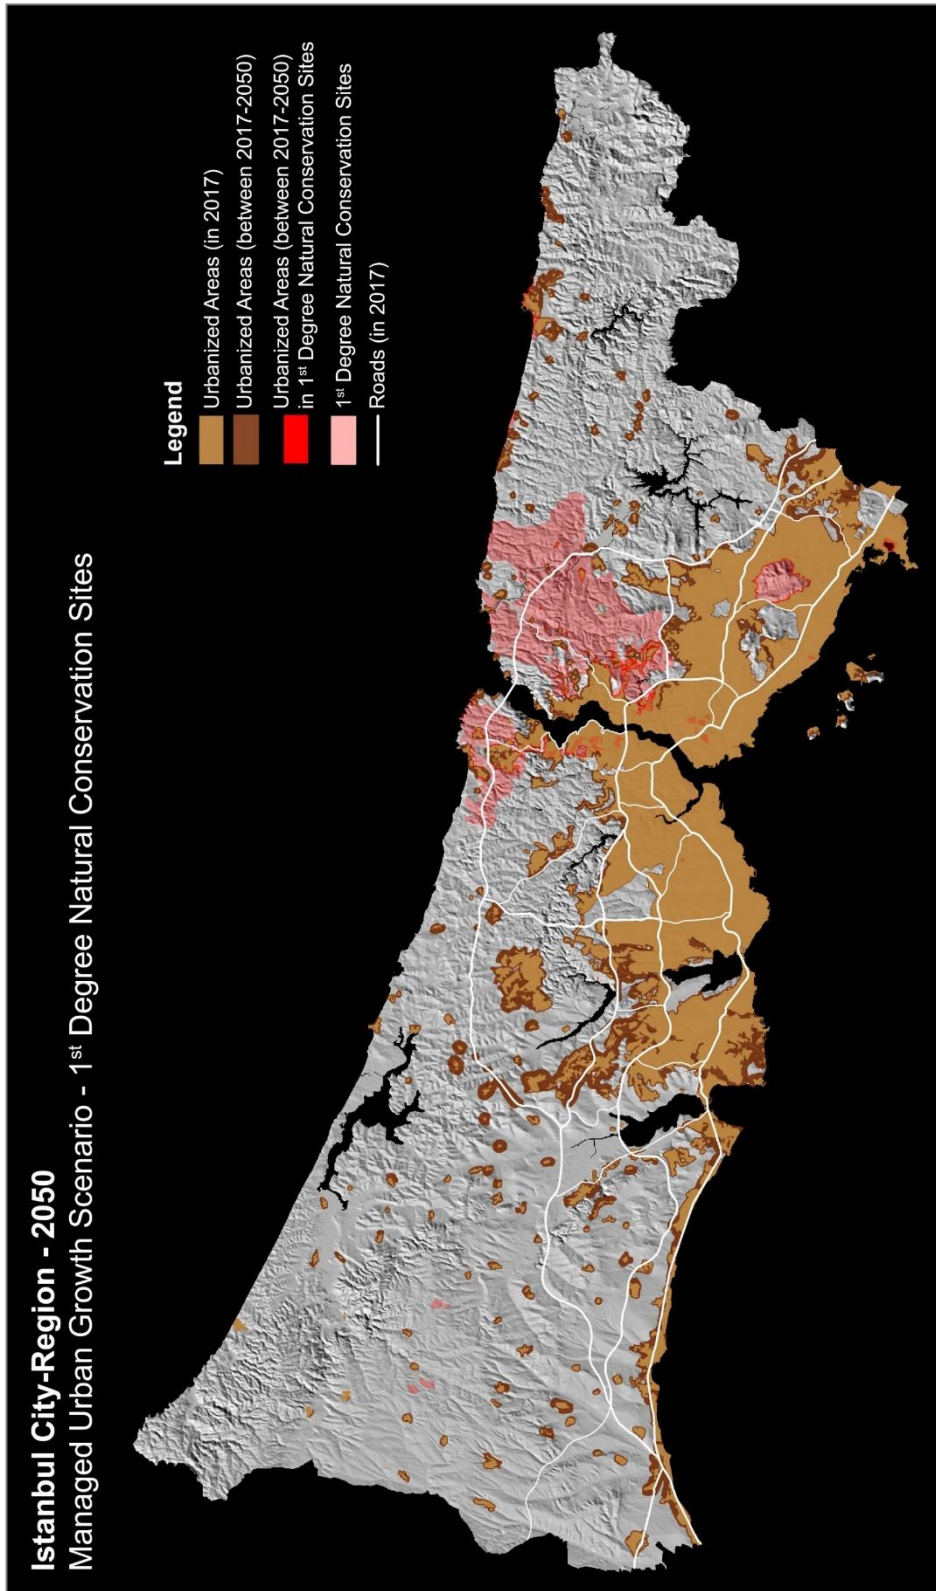 Istanbul City-Region - 2050
Managed Urban Growth Scenario - 1st Degree Natural Conservation Sites
Legend
Urbanized Areas (in 2017)
Urbanized Areas (between 2017-2050)
Urbanized Areas (between 2017-2050)
in 1st Degree Natural Conservation Sites
1st Degree Natural Conservation Sites
Roads (in 2017)